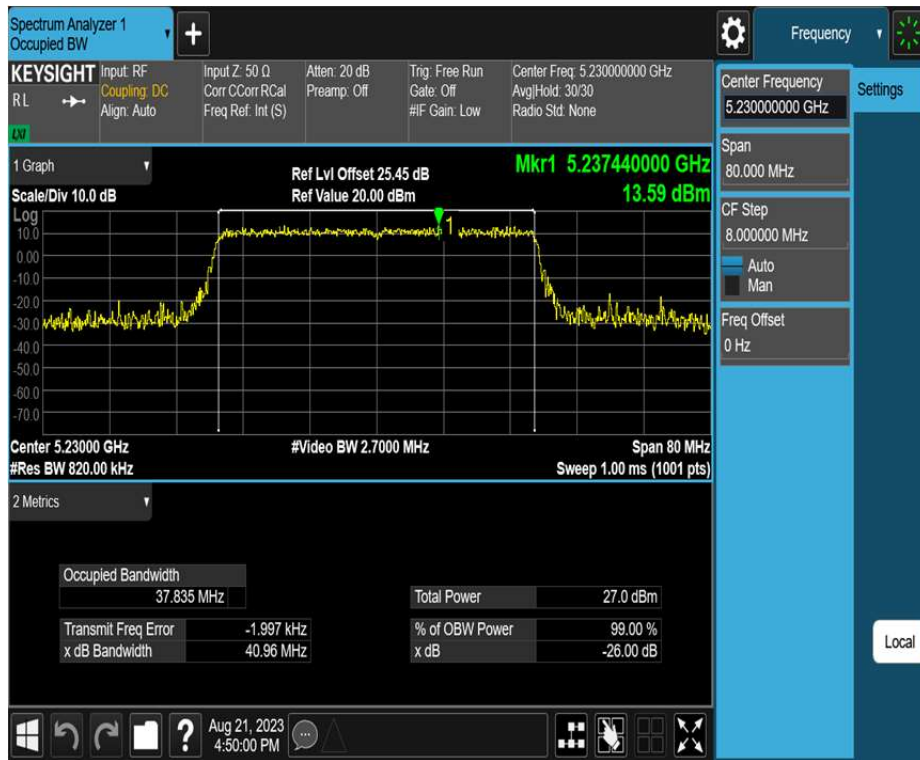 Spectrum Analyzer 1
Occupied BW
+
Frequency
KEYSIGHT
RL
LXI
Input: RF
Coupling: DC
Align: Auto
Input Z: 50 Ω
Corr CCorr RCal
Freq Ref: Int (S)
Atten: 20 dB
Preamp: Off
Trig: Free Run
Gate: Off
#IF Gain: Low
Center Freq: 5.230000000 GHz
Avg|Hold: 30/30
Radio Std: None
Center Frequency
5.230000000 GHz
Settings
Span
80.000 MHz
CF Step
8.000000 MHz
Auto
Man
Freq Offset
0 Hz
1 Graph
Scale/Div 10.0 dB
Ref Lvl Offset 25.45 dB
Ref Value 20.00 dBm
Mkr1 5.237440000 GHz
13.59 dBm
Log
10.0
0.00
-10.0
-20.0
-30.0
-40.0
-50.0
-60.0
-70.0
1
Center 5.23000 GHz
#Res BW 820.00 kHz
#Video BW 2.7000 MHz
Span 80 MHz
Sweep 1.00 ms (1001 pts)
2 Metrics
Occupied Bandwidth
37.835 MHz
Total Power 27.0 dBm
Transmit Freq Error -1.997 kHz
% of OBW Power 99.00 %
x dB Bandwidth 40.96 MHz
x dB -26.00 dB
Local
?
Aug 21, 2023
4:50:00 PM